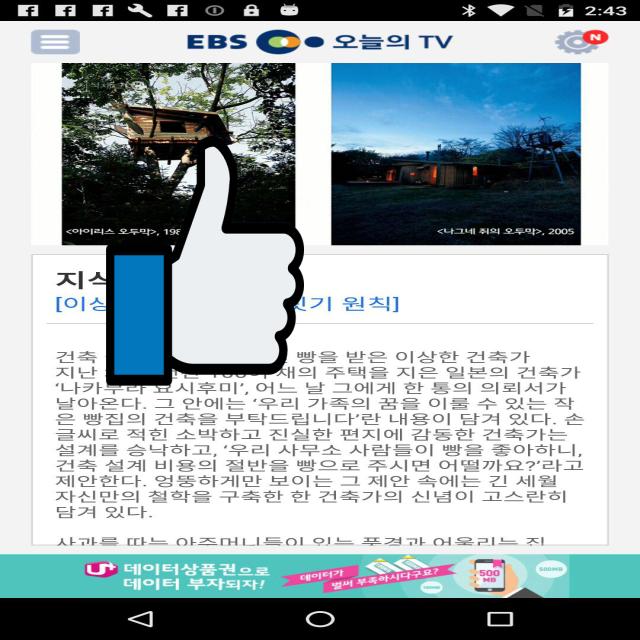 2:43
EBS 오늘의 TV
N
<아이리스 오두막>, 198
<나그네 쥐의 오두막>, 2005
지식
[이상 짓기 원칙]
건축 빵을 받은 이상한 건축가
지난 채의 주택을 지은 일본의 건축가
‘나카무라 요시후미’, 어느 날 그에게 한 통의 의뢰서가
날아온다. 그 안에는 ‘우리 가족의 꿈을 이룰 수 있는 작
은 빵집의 건축을 부탁드립니다’란 내용이 담겨 있다. 손
글씨로 적힌 소박하고 진실한 편지에 감동한 건축가는
설계를 승낙하고, ‘우리 사무소 사람들이 빵을 좋아하니,
건축 설계 비용의 절반을 빵으로 주시면 어떨까요?’라고
제안한다. 엉뚱하게만 보이는 그 제안 속에는 긴 세월
자신만의 철학을 구축한 한 건축가의 신념이 고스란히
담겨 있다.
사과를 따는 아주머니들이 있는 풍경과 어울리는 집
데이터상품권으로
데이터 부자되자!
데이터가
벌써 부족하시다구요?
500
MB
500MB